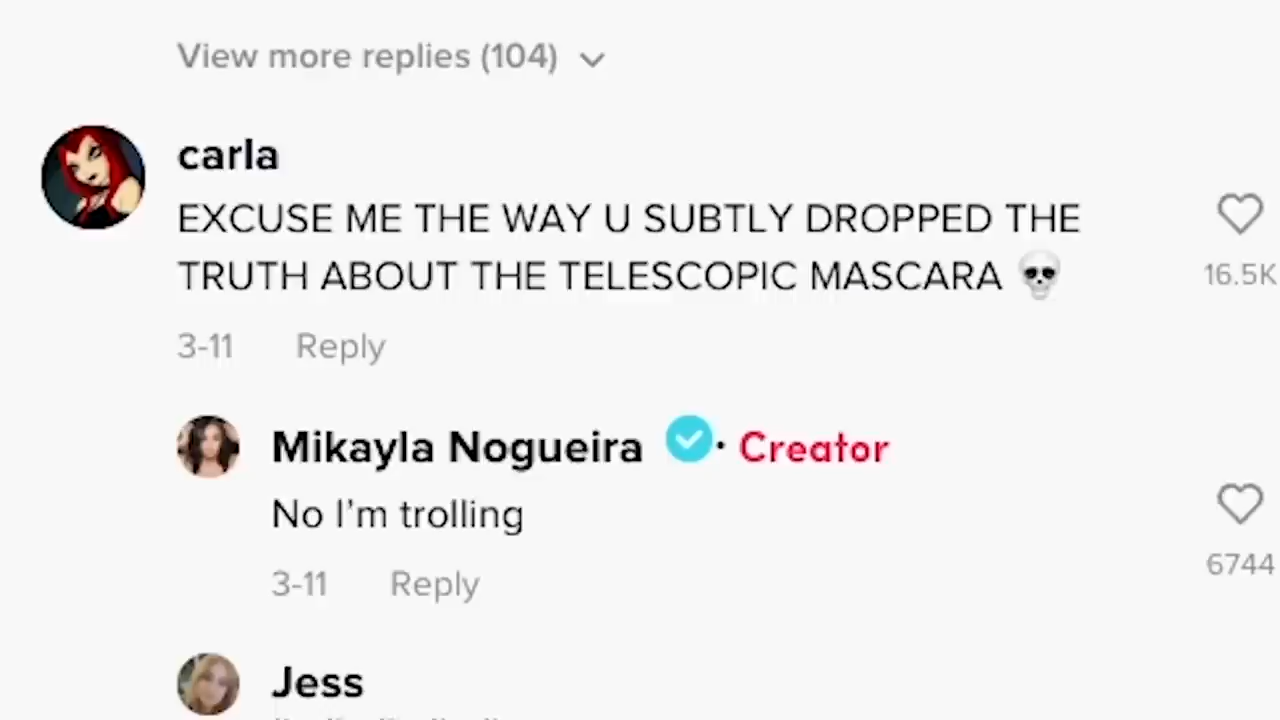 View more replies (104)
carla
EXCUSE ME THE WAY U SUBTLY DROPPED THE
TRUTH ABOUT THE TELESCOPIC MASCARA 💀
16.5K
3-11 Reply
Mikayla Nogueira · Creator
No I'm trolling
6744
3-11 Reply
Jess